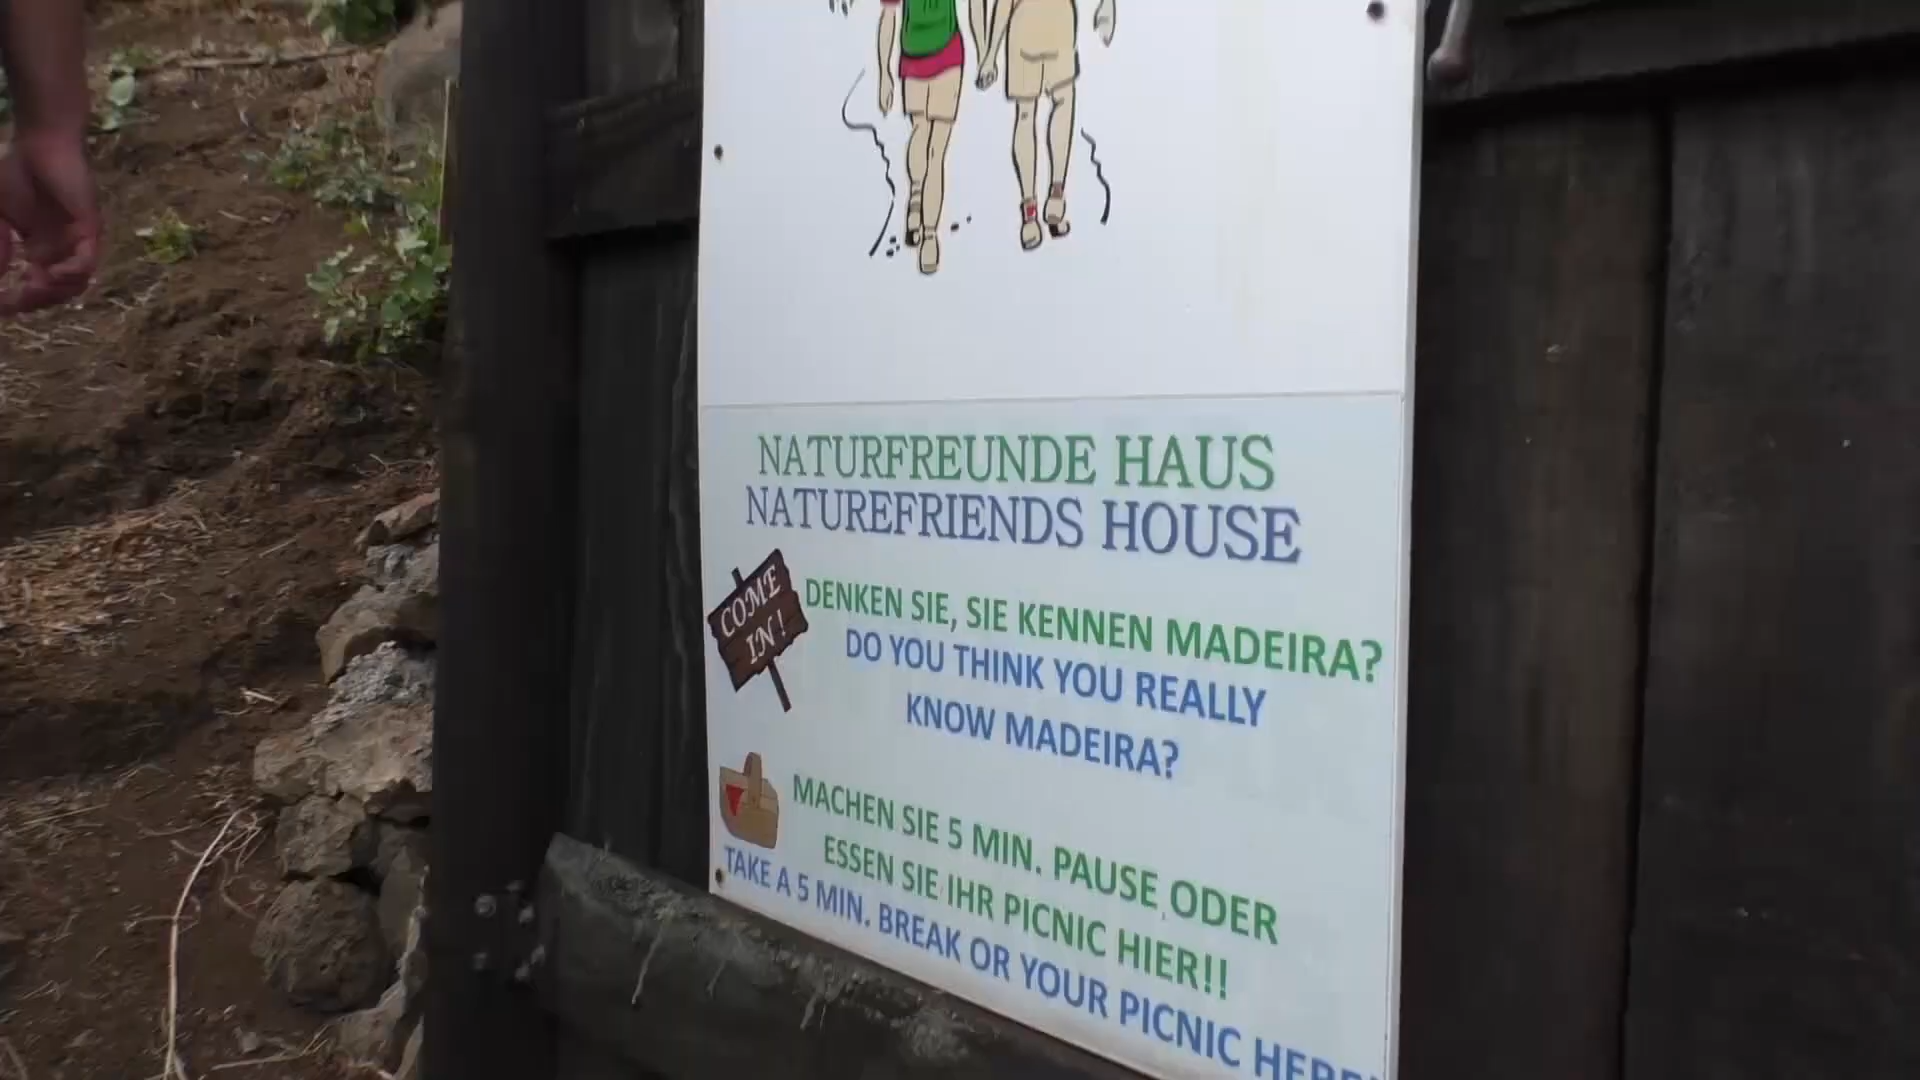 NATURFREUNDE HAUS
NATUREFRIENDS HOUSE
COME
IN!
DENKEN SIE, SIE KENNEN MADEIRA?
DO YOU THINK YOU REALLY
KNOW MADEIRA?
MACHEN SIE 5 MIN. PAUSE ODER
ESSEN SIE IHR PICNIC HIER!!
TAKE A 5 MIN. BREAK OR YOUR PICNIC HERE